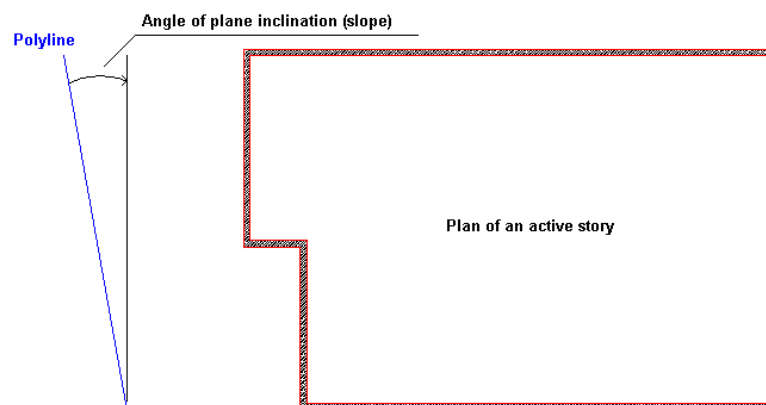 Angle of plane inclination (slope)
Polyline
Plan of an active story